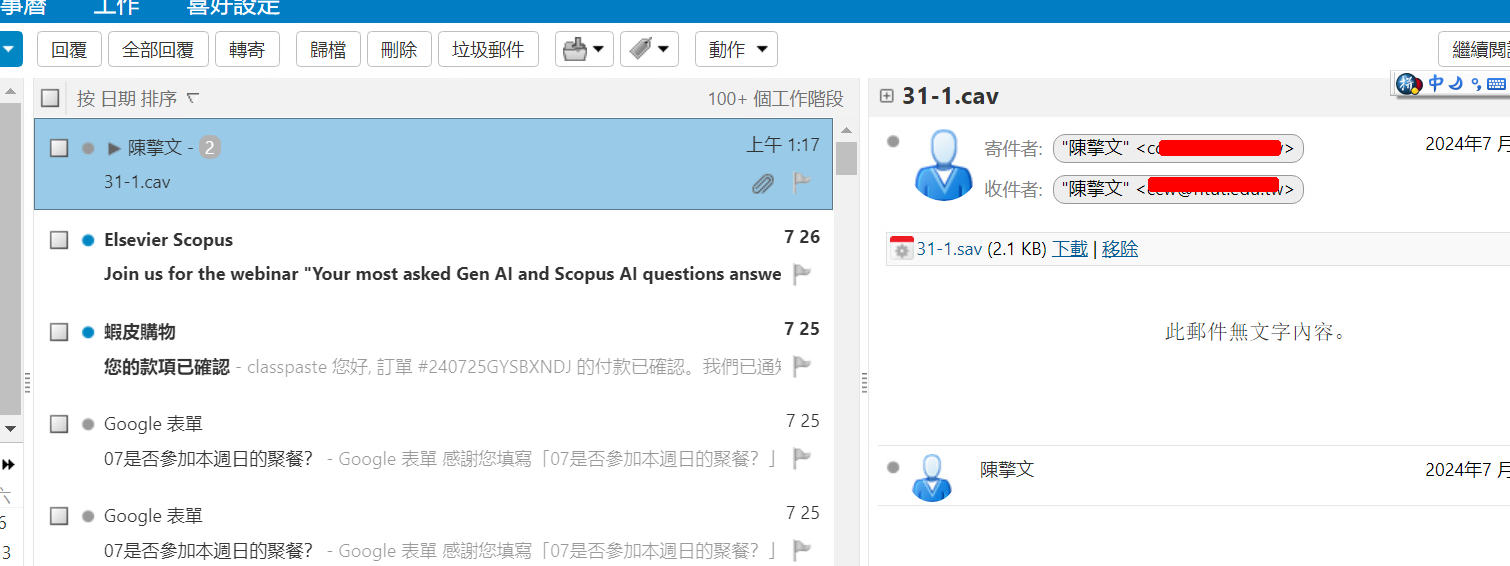 事曆 工作 喜好設定
回覆 全部回覆 轉寄 歸檔 刪除 垃圾郵件 動作
按 日期 排序 100+ 個工作階段
陳擎文 - 2 上午 1:17
31-1.cav
Elsevier Scopus 7 26
Join us for the webinar "Your most asked Gen AI and Scopus AI questions answe
蝦皮購物 7 25
您的款項已確認 - classpaste 您好, 訂單 #240725GYSBXNDJ 的付款已確認。我們已通
Google 表單 7 25
07是否參加本週日的聚餐? - Google 表單 感謝您填寫「07是否參加本週日的聚餐?」
Google 表單 7 25
07是否參加本週日的聚餐? - Google 表單 感謝您填寫「07是否參加本週日的聚餐?」
六
6
3
繼續閱
拼 中
31-1.cav
寄件者: "陳擎文" <c > 2024年7 月
收件者: "陳擎文" < > 
31-1.sav (2.1 KB) 下載 | 移除
此郵件無文字內容。
陳擎文 2024年7 月